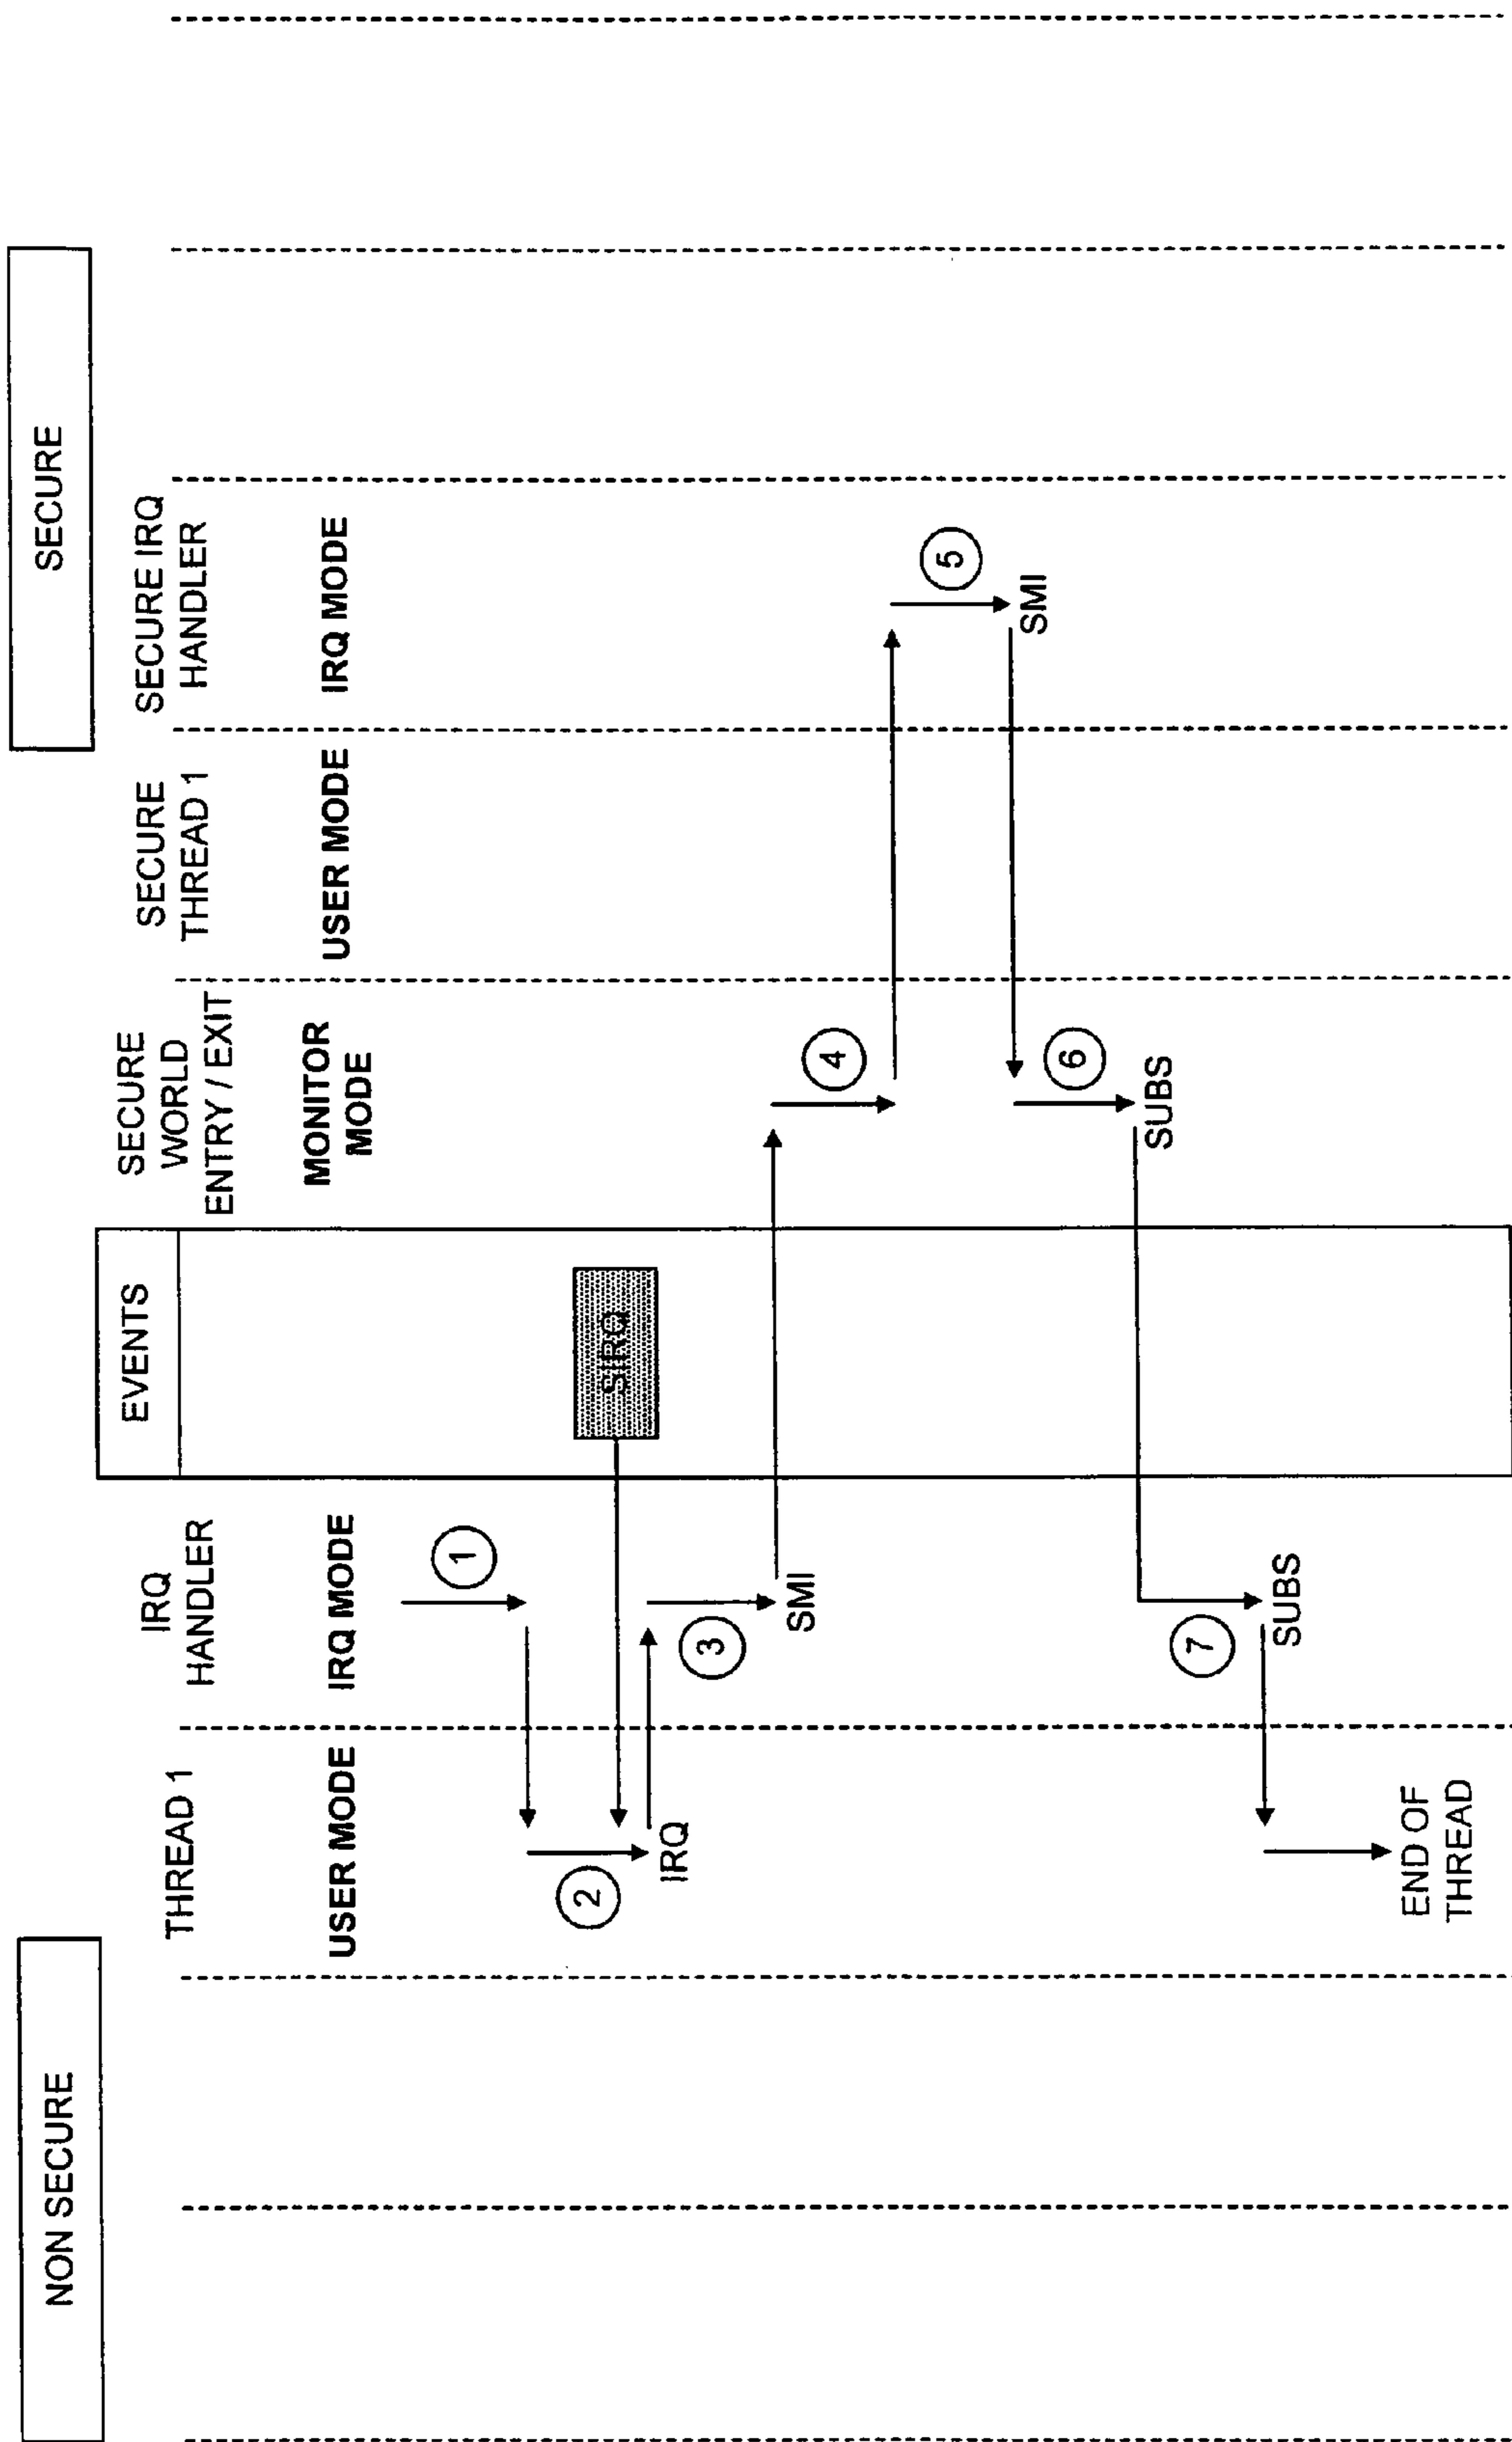 NON SECURE
SECURE
THREAD 1
USER MODE
IRQ
HANDLER
IRQ MODE
EVENTS
SECURE
WORLD
ENTRY / EXIT
MONITOR
MODE
SECURE
THREAD 1
USER MODE
SECURE IRQ
HANDLER
IRQ MODE
1
2
SIRQ
IRQ
3
SMI
4
5
SMI
6
SUBS
7
SUBS
END OF
THREAD